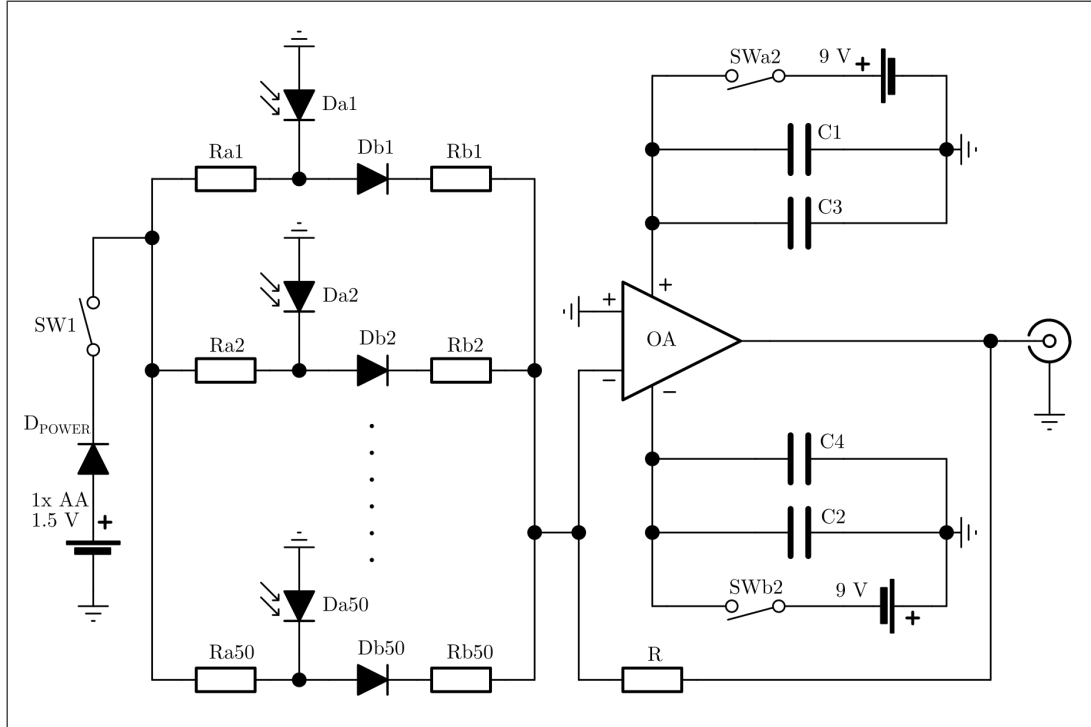 SWa2
9 V
+
Da1
C1
Ra1
Db1
Rb1
C3
Da2
+
+
SW1
OA
Ra2
Db2
Rb2
−
−
D_POWER
C4
1x AA
1.5 V
+
C2
SWb2
9 V
+
Da50
Ra50
Db50
Rb50
R